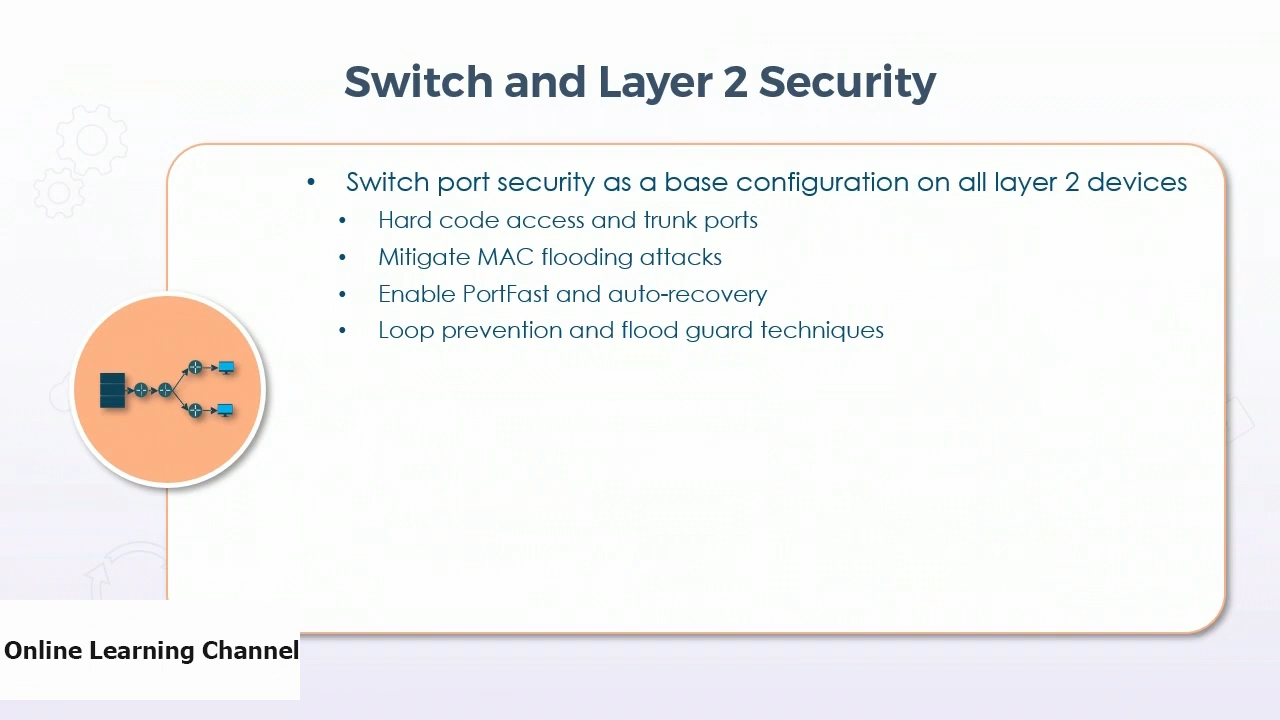 Switch and Layer 2 Security
• Switch port security as a base configuration on all layer 2 devices
• Hard code access and trunk ports
• Mitigate MAC flooding attacks
• Enable PortFast and auto-recovery
• Loop prevention and flood guard techniques
Online Learning Channel